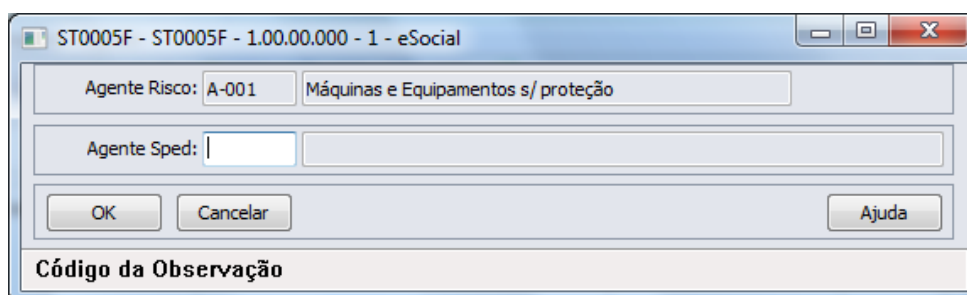 ST0005F - ST0005F - 1.00.00.000 - 1 - eSocial
Agente Risco: A-001 Máquinas e Equipamentos s/ proteção
Agente Sped:
OK Cancelar Ajuda
Código da Observação